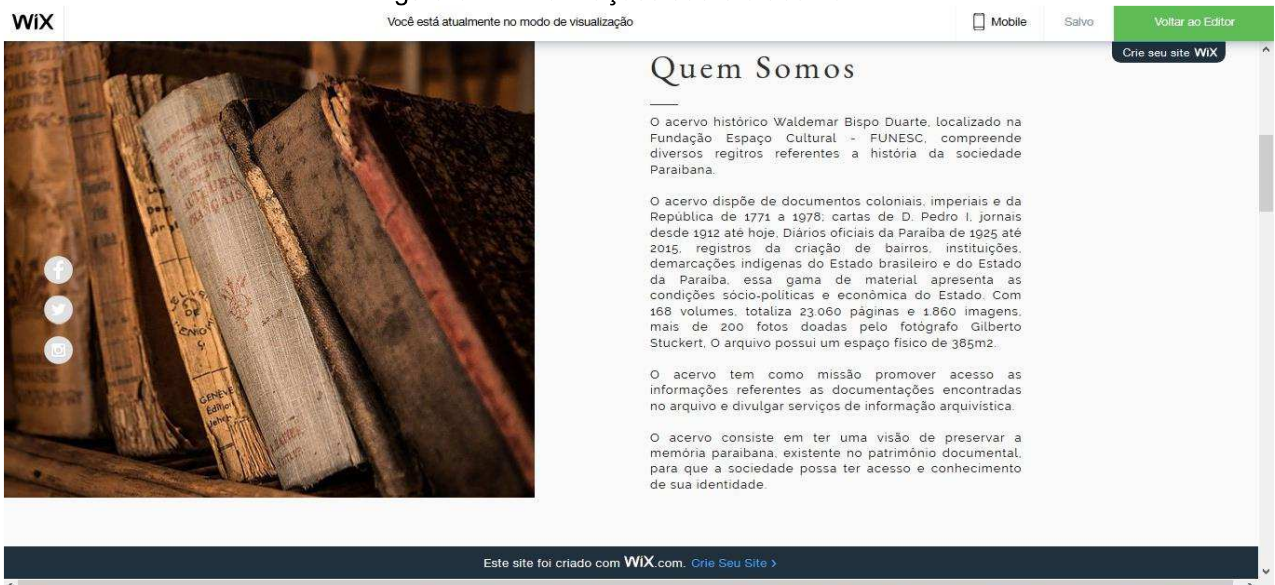 WiX
Você está atualmente no modo de visualização
Mobile
Salvo
Voltar ao Editor
Crie seu site WiX
Quem Somos
O acervo histórico Waldemar Bispo Duarte, localizado na
Fundação Espaço Cultural - FUNESC, compreende
diversos regitros referentes a história da sociedade
Paraibana.
O acervo dispõe de documentos coloniais, imperiais e da
República de 1771 a 1978; cartas de D. Pedro I, jornais
desde 1912 até hoje, Diários oficiais da Paraíba de 1925 até
2015, registros da criação de bairros, instituições,
demarcações indígenas do Estado brasileiro e do Estado
da Paraíba, essa gama de material apresenta as
condições sócio-políticas e econômica do Estado. Com
168 volumes, totaliza 23.060 páginas e 1.860 imagens,
mais de 200 fotos doadas pelo fotógrafo Gilberto
Stuckert, O arquivo possui um espaço físico de 385m2.
O acervo tem como missão promover acesso as
informações referentes as documentações encontradas
no arquivo e divulgar serviços de informação arquivística.
O acervo consiste em ter uma visão de preservar a
memória paraibana, existente no patrimônio documental,
para que a sociedade possa ter acesso e conhecimento
de sua identidade.
Este site foi criado com WiX.com. Crie Seu Site >